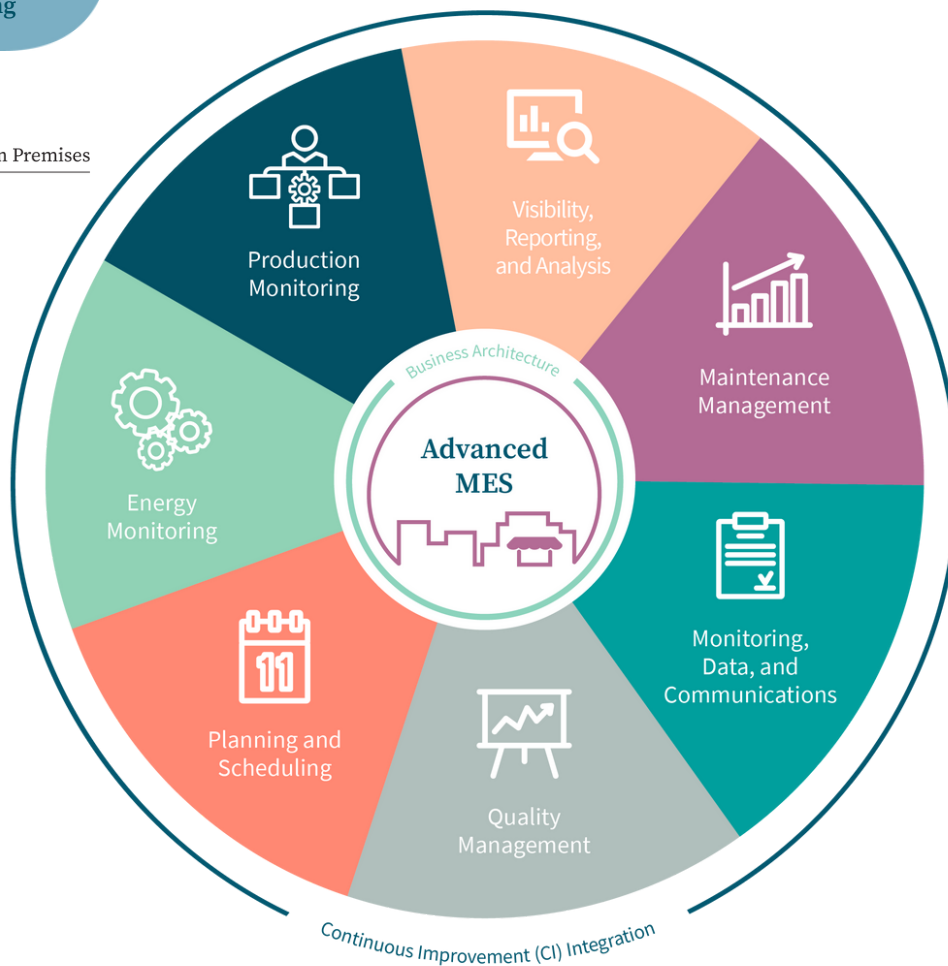 Premises
Visibility,
Reporting,
and Analysis
Production
Monitoring
Maintenance
Management
Business Architecture
Advanced
MES
Energy
Monitoring
Monitoring,
Data, and
Communications
11
Planning and
Scheduling
Quality
Management
Continuous Improvement (CI) Integration